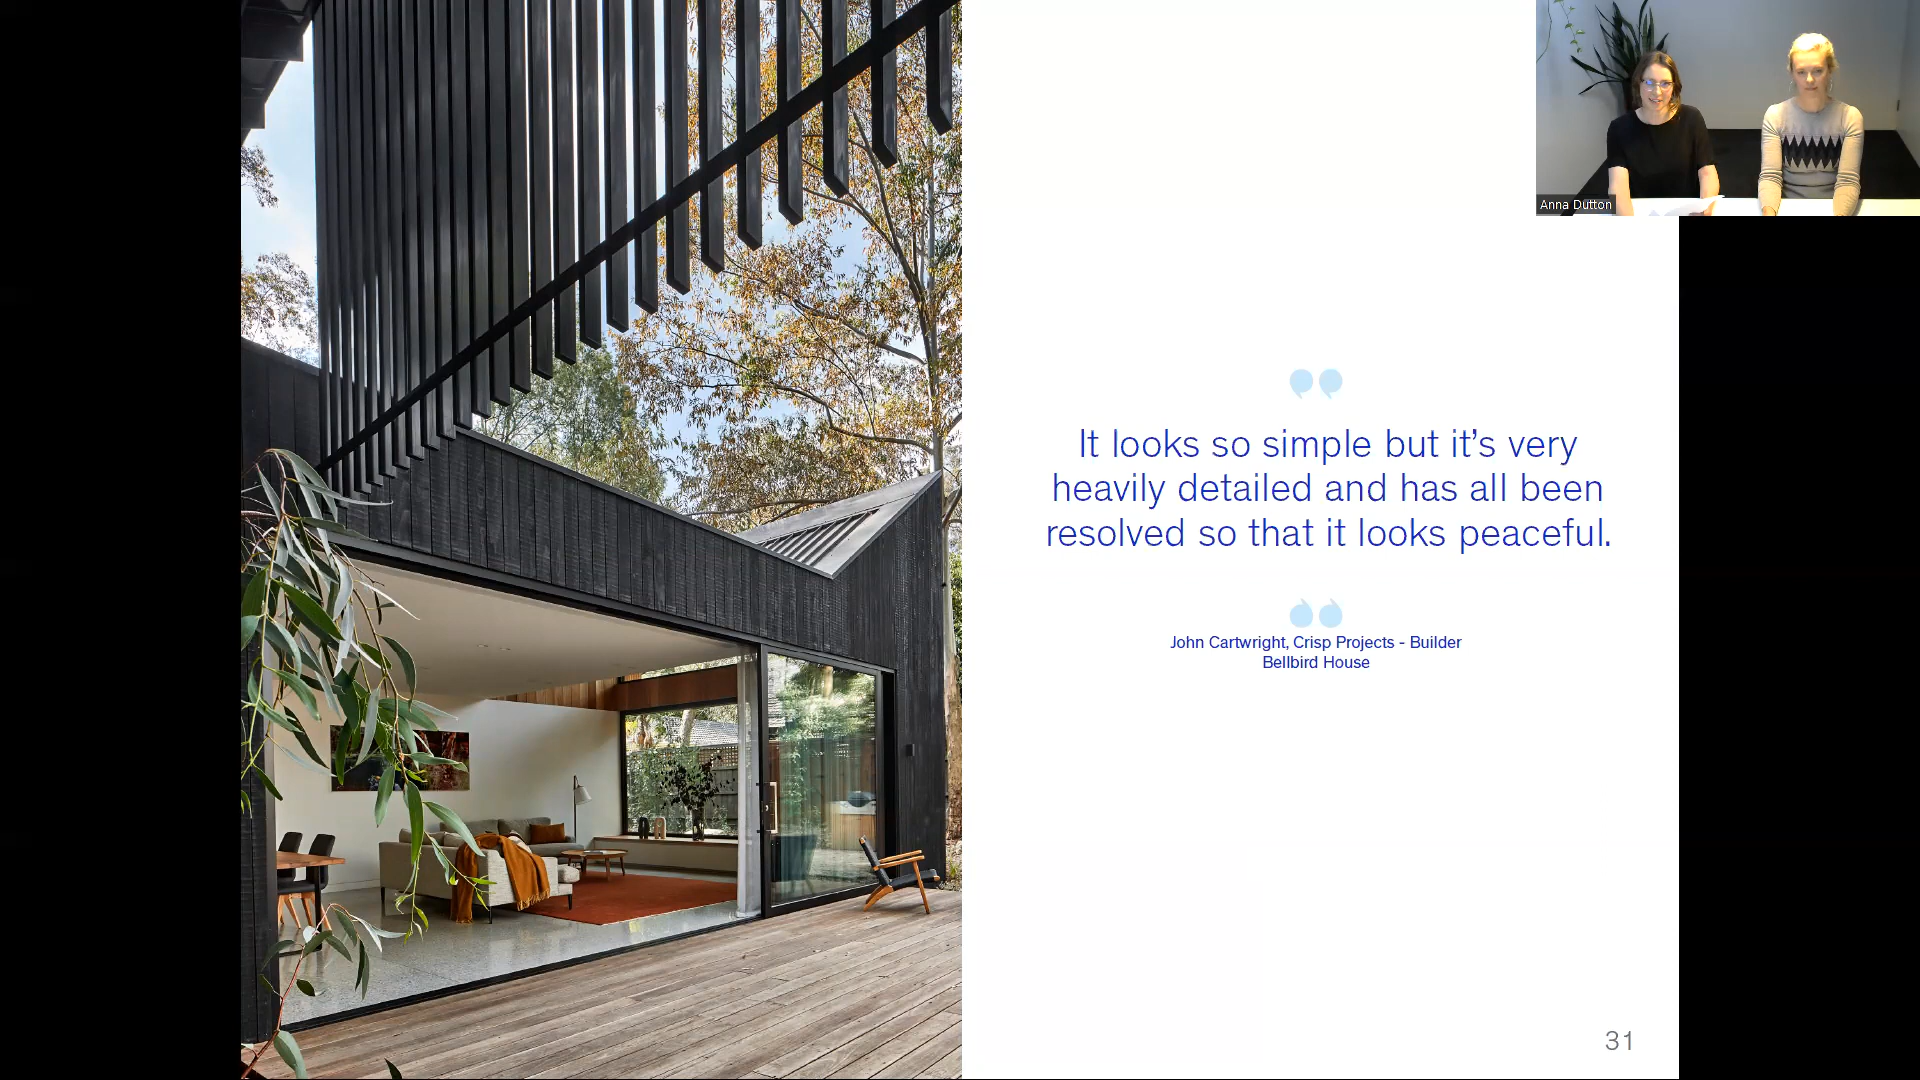 Anna Dutton
It looks so simple but it’s very
heavily detailed and has all been
resolved so that it looks peaceful.
John Cartwright, Crisp Projects - Builder
Bellbird House
31